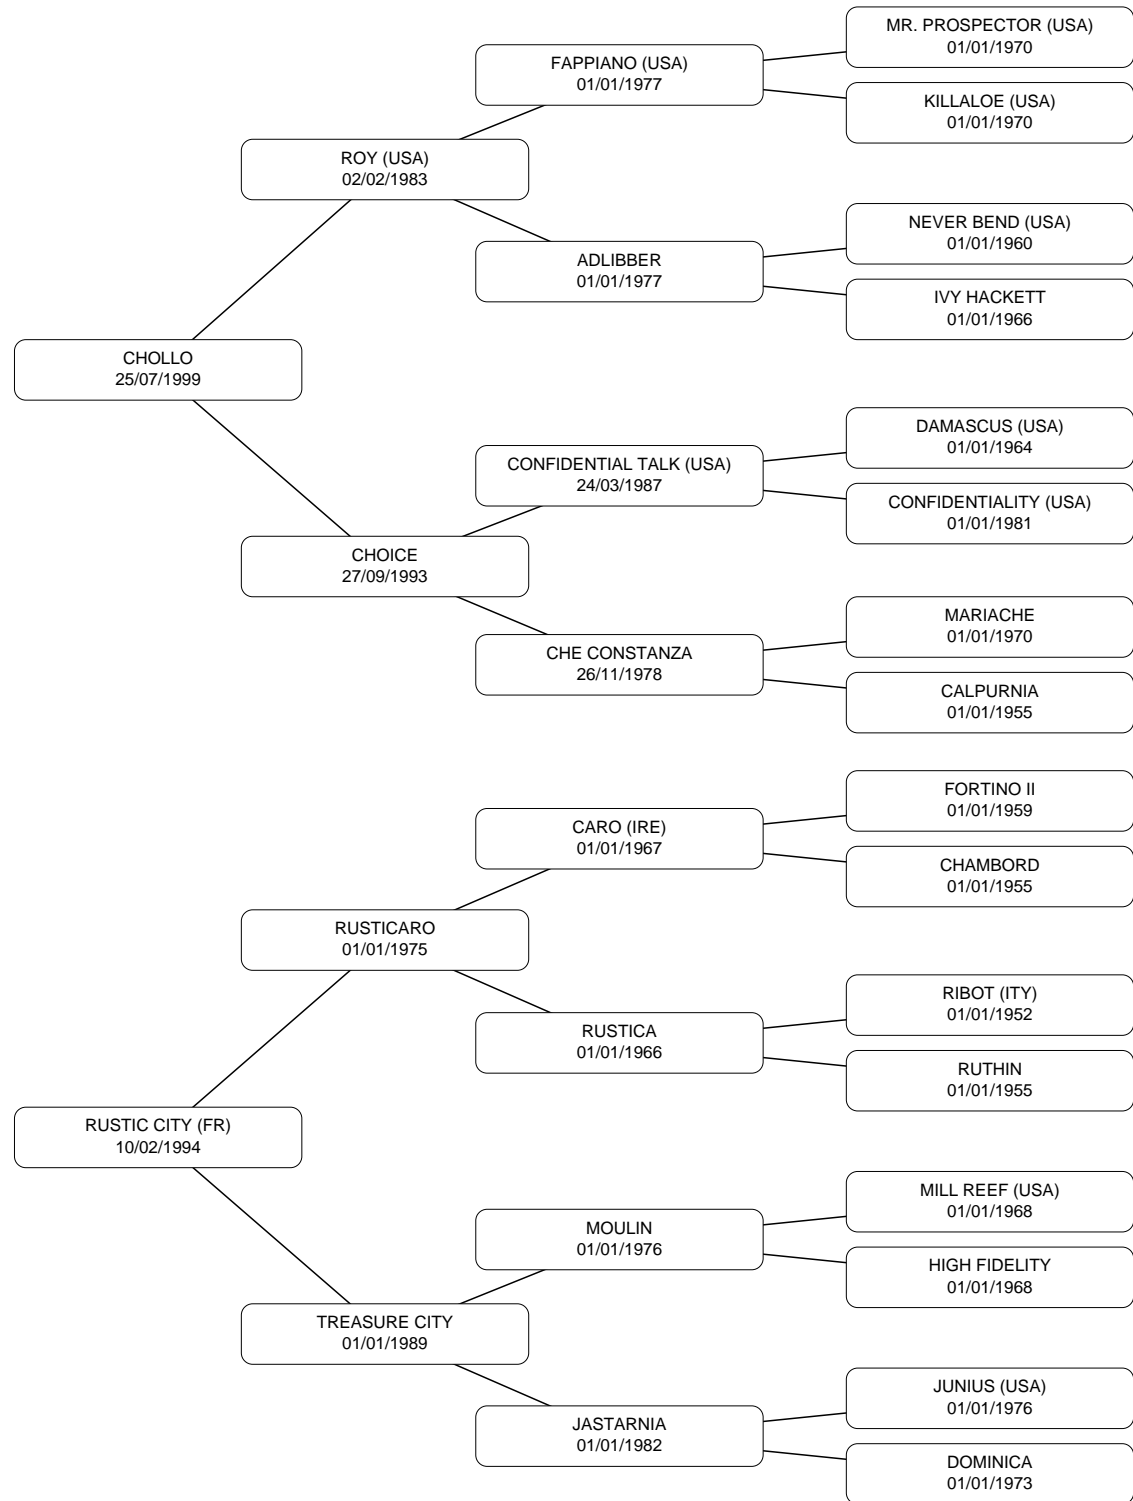 MR. PROSPECTOR (USA)
01/01/1970
FAPPIANO (USA)
01/01/1977
KILLALOE (USA)
01/01/1970
ROY (USA)
02/02/1983
NEVER BEND (USA)
01/01/1960
ADLIBBER
01/01/1977
IVY HACKETT
01/01/1966
CHOLLO
25/07/1999
DAMASCUS (USA)
01/01/1964
CONFIDENTIAL TALK (USA)
24/03/1987
CONFIDENTIALITY (USA)
01/01/1981
CHOICE
27/09/1993
MARIACHE
01/01/1970
CHE CONSTANZA
26/11/1978
CALPURNIA
01/01/1955
FORTINO II
01/01/1959
CARO (IRE)
01/01/1967
CHAMBORD
01/01/1955
RUSTICARO
01/01/1975
RIBOT (ITY)
01/01/1952
RUSTICA
01/01/1966
RUTHIN
01/01/1955
RUSTIC CITY (FR)
10/02/1994
MILL REEF (USA)
01/01/1968
MOULIN
01/01/1976
HIGH FIDELITY
01/01/1968
TREASURE CITY
01/01/1989
JUNIUS (USA)
01/01/1976
JASTARNIA
01/01/1982
DOMINICA
01/01/1973